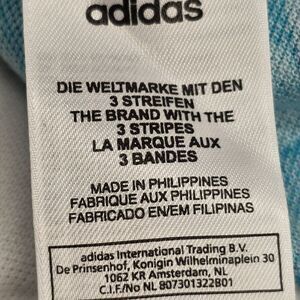 adidas
DIE WELTMARKE MIT DEN
3 STREIFEN
THE BRAND WITH THE
3 STRIPES
LA MARQUE AUX
3 BANDES
MADE IN PHILIPPINES
FABRIQUE AUX PHILIPPINES
FABRICADO EN/EM FILIPINAS
adidas International Trading B.V.
De Prinsenhof, Konigin Wilhelminaplein 30
1062 KR Amsterdam, NL
C.I.F./No NL 807301322B01